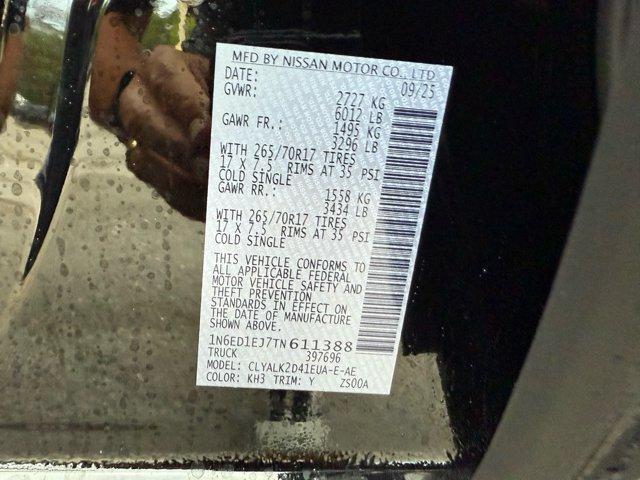 MFD BY NISSAN MOTOR CO., LTD
DATE: 09/25
GVWR: 2727 KG
6012 LB
GAWR FR.: 1495 KG
3296 LB
WITH 265/70R17 TIRES
17 X 7.5 RIMS AT 35 PSI
COLD SINGLE
GAWR RR.: 1558 KG
3434 LB
WITH 265/70R17 TIRES
17 X 7.5 RIMS AT 35 PSI
COLD SINGLE
THIS VEHICLE CONFORMS TO
ALL APPLICABLE FEDERAL
MOTOR VEHICLE SAFETY AND
THEFT PREVENTION
STANDARDS IN EFFECT ON
THE DATE OF MANUFACTURE
SHOWN ABOVE.
1N6ED1EJ7TN611388
TRUCK 397696
MODEL: CLYALK2D41EUA-E-AE
COLOR: KH3 TRIM: Y ZS00A